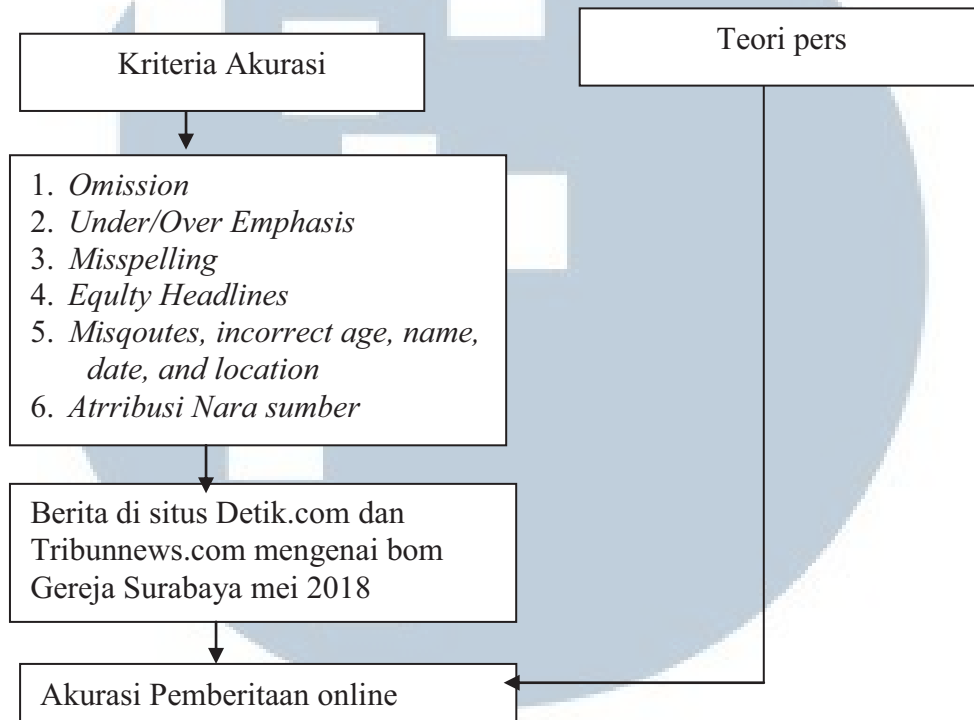 Kriteria Akurasi
Teori pers
1. Omission
2. Under/Over Emphasis
3. Misspelling
4. Equlty Headlines
5. Misqoutes, incorrect age, name,
date, and location
6. Atrribusi Nara sumber
Berita di situs Detik.com dan
Tribunnews.com mengenai bom
Gereja Surabaya mei 2018
Akurasi Pemberitaan online